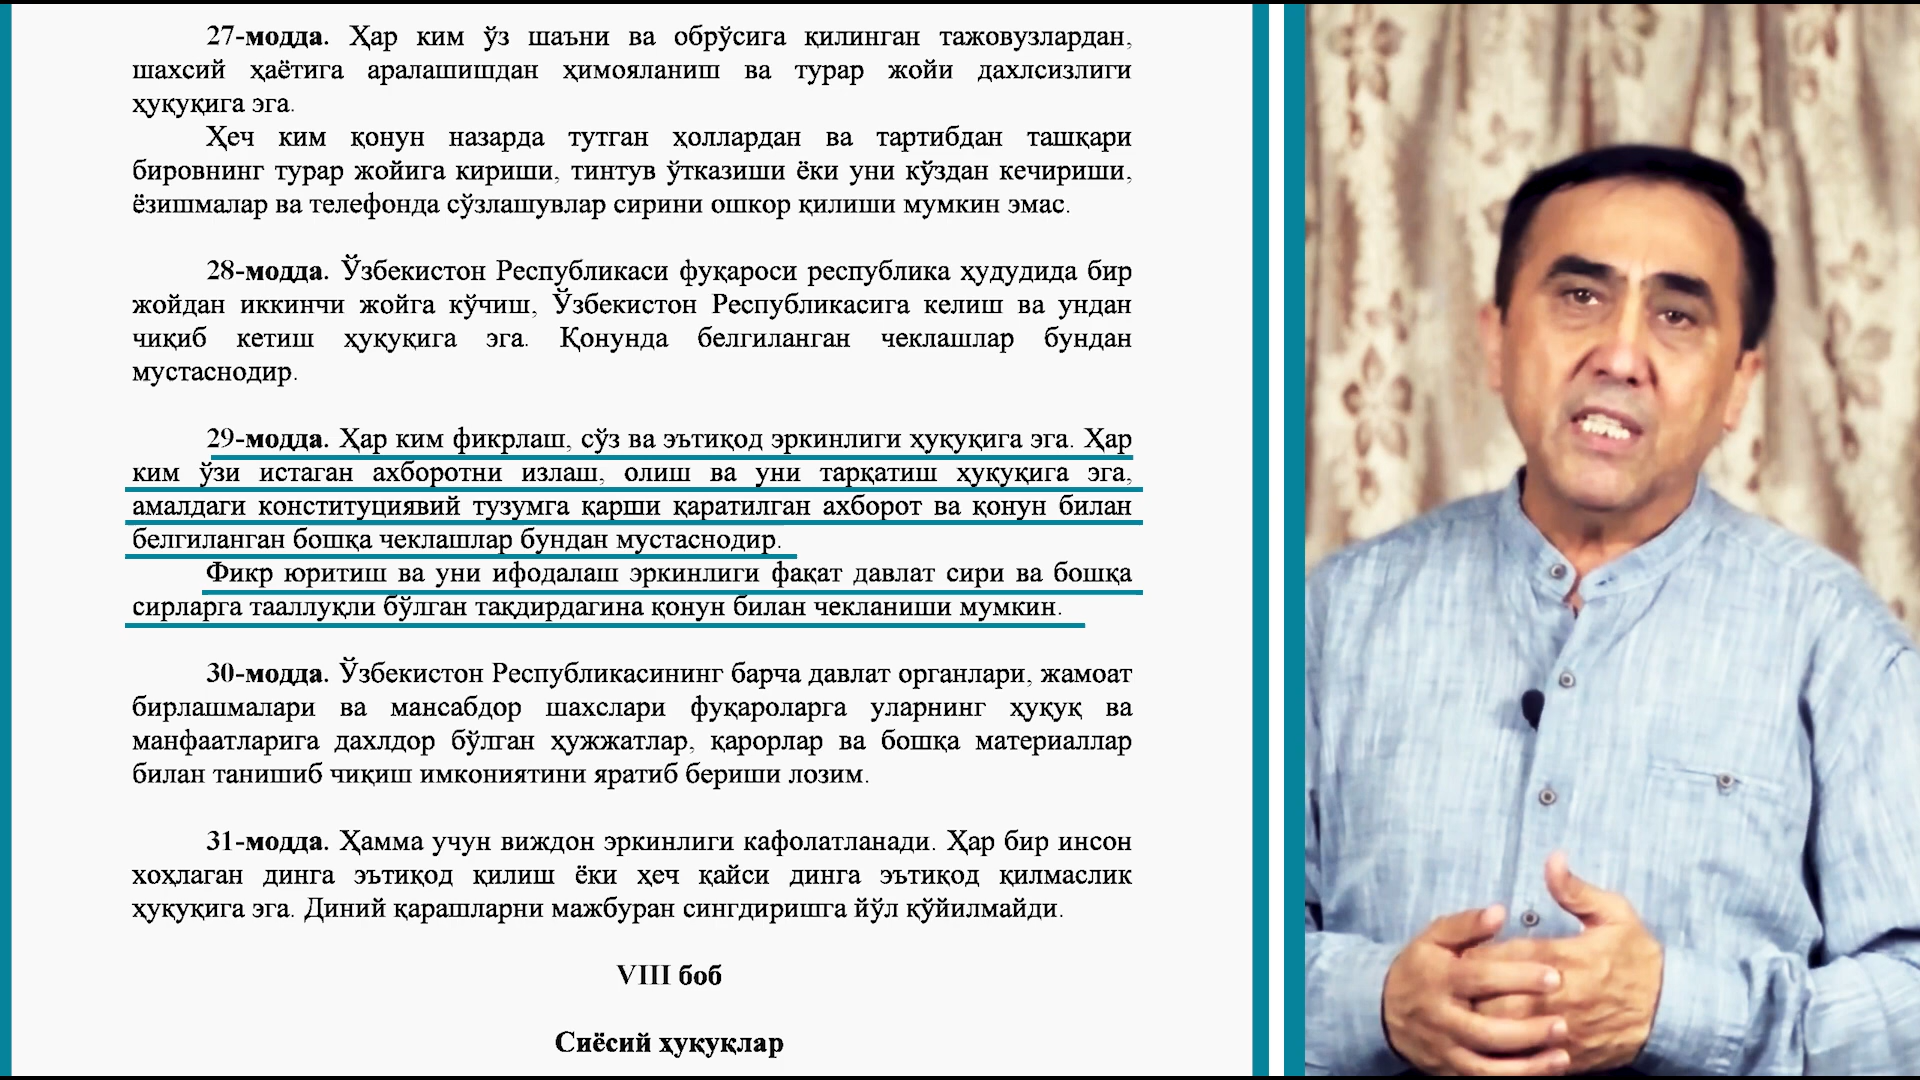 27-модда. Ҳар ким ўз шаъни ва обрўсига қилинган тажовузлардан,
шахсий ҳаётига аралашишдан ҳимояланиш ва турар жойи дахлсизлиги
ҳуқуқига эга.
Ҳеч ким қонун назарда тутган ҳоллардан ва тартибдан ташқари
бировнинг турар жойига кириши, тинтув ўтказиши ёки уни кўздан кечириши,
ёзишмалар ва телефонда сўзлашувлар сирини ошкор қилиши мумкин эмас.
28-модда. Ўзбекистон Республикаси фуқароси республика ҳудудида бир
жойдан иккинчи жойга кўчиш, Ўзбекистон Республикасига келиш ва ундан
чиқиб кетиш ҳуқуқига эга. Қонунда белгиланган чеклашлар бундан
мустаснодир.
29-модда. Ҳар ким фикрлаш, сўз ва эътиқод эркинлиги ҳуқуқига эга. Ҳар
ким ўзи истаган ахборотни излаш, олиш ва уни тарқатиш ҳуқуқига эга,
амалдаги конституциявий тузумга қарши қаратилган ахборот ва қонун билан
белгиланган бошқа чеклашлар бундан мустаснодир.
Фикр юритиш ва уни ифодалаш эркинлиги фақат давлат сири ва бошқа
сирларга тааллуқли бўлган тақдирдагина қонун билан чекланиши мумкин.
30-модда. Ўзбекистон Республикасининг барча давлат органлари, жамоат
бирлашмалари ва мансабдор шахслари фуқароларга уларнинг ҳуқуқ ва
манфаатларига дахлдор бўлган ҳужжатлар, қарорлар ва бошқа материаллар
билан танишиб чиқиш имкониятини яратиб бериши лозим.
31-модда. Ҳамма учун виждон эркинлиги кафолатланади. Ҳар бир инсон
хоҳлаган динга эътиқод қилиш ёки ҳеч қайси динга эътиқод қилмаслик
ҳуқуқига эга. Диний қарашларни мажбуран сингдиришга йўл қўйилмайди.
VIII боб
Сиёсий ҳуқуқлар